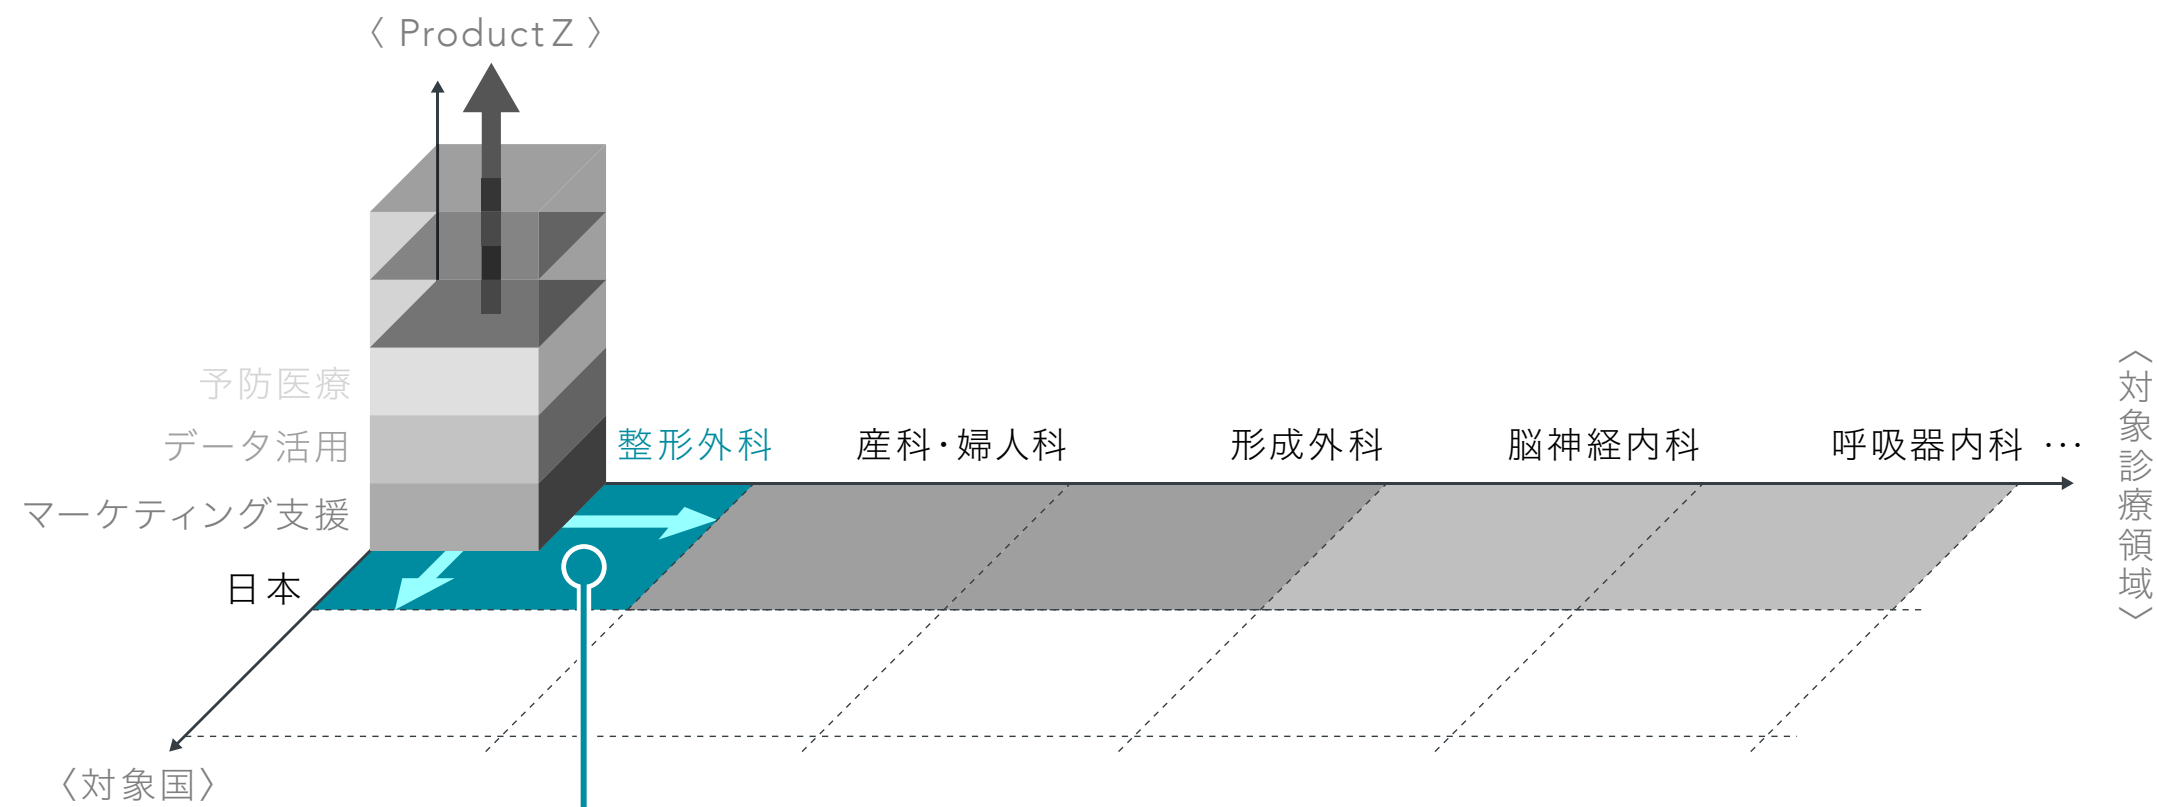 〈 Product Z 〉
予防医療
データ活用
マーケティング支援
整形外科
産科・婦人科
形成外科
脳神経内科
呼吸器内科 …
〈対象診療領域〉
日本
〈対象国〉